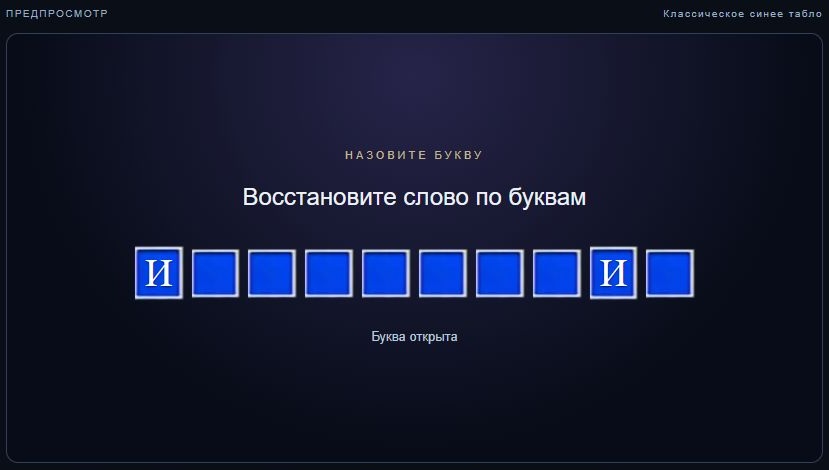 ПРЕДПРОСМОТР
Классическое синее табло
НАЗОВИТЕ БУКВУ
Восстановите слово по буквам
И И
Буква открыта